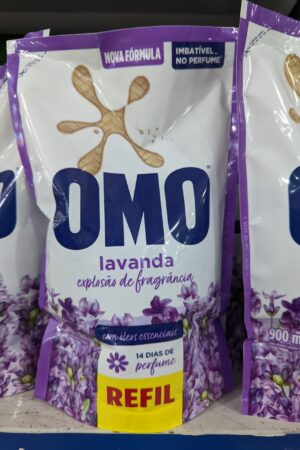 NOVA FÓRMULA
IMBATÍVEL
NO PERFUME
OMO
lavanda
explosão de fragrância
com óleos essenciais
14 DIAS DE
perfume
REFIL
900 m